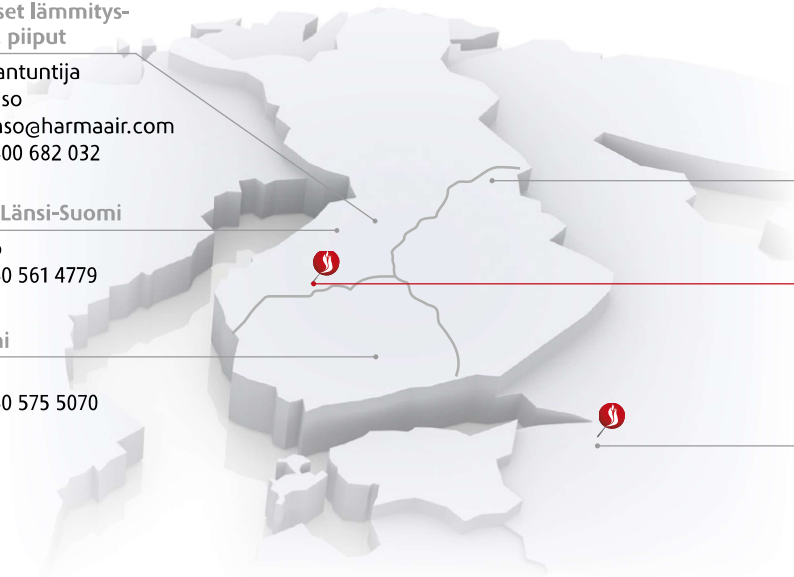 set lämmitys-
piiput
antuntija
so
aso@harmaair.com
00 682 032
Länsi-Suomi
0 561 4779
ni
0 575 5070